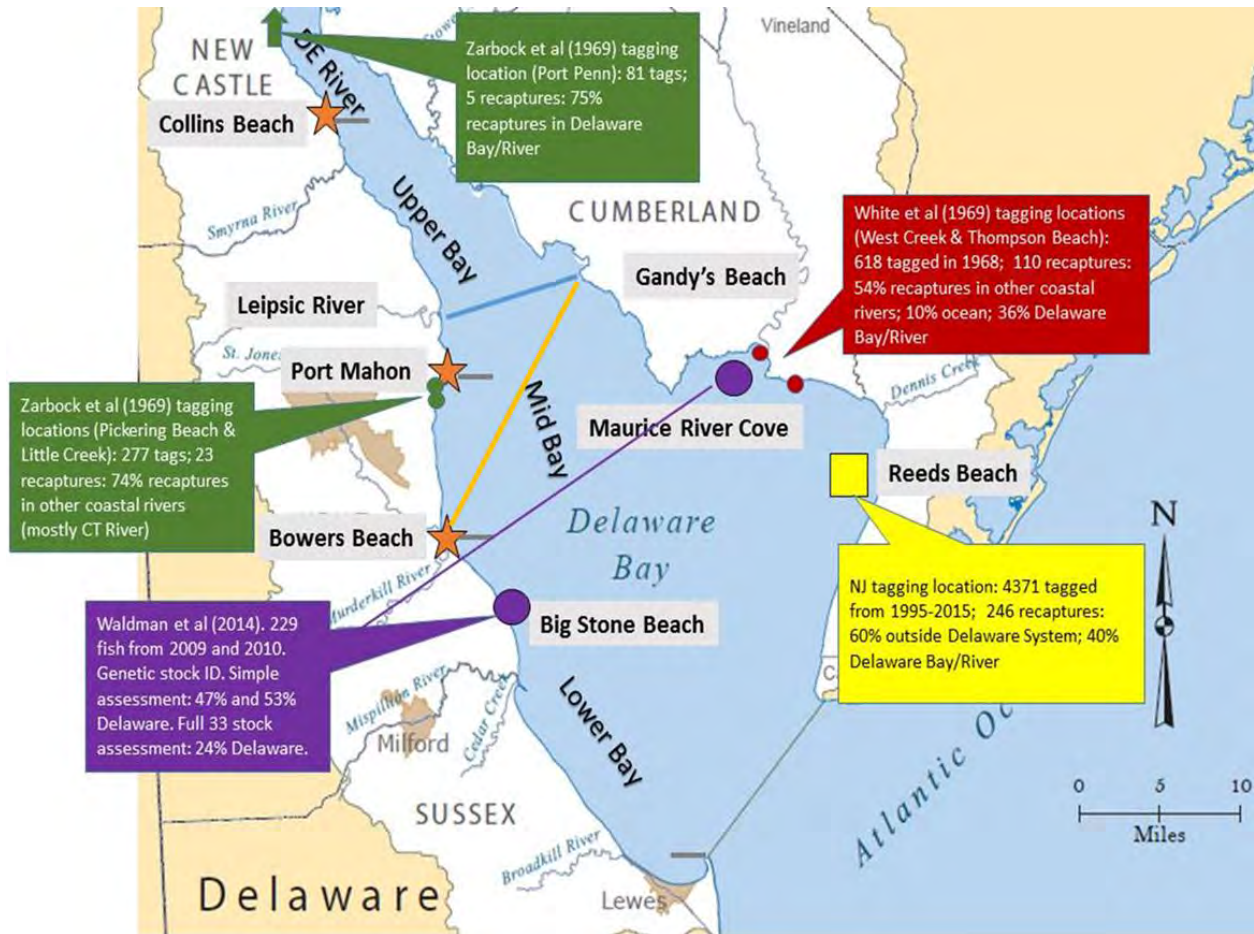 NEW
CASTLE
DE River
Zarbock et al (1969) tagging
location (Port Penn): 81 tags;
5 recaptures: 75%
recaptures in Delaware
Bay/River
Vineland
Collins Beach
Upper Bay
Smyrna River
CUMBERLAND
White et al (1969) tagging locations
(West Creek & Thompson Beach):
618 tagged in 1968; 110 recaptures:
54% recaptures in other coastal
rivers; 10% ocean; 36% Delaware
Bay/River
Gandy's Beach
Leipsic River
St. Jones
Port Mahon
Dennis Creek
Zarbock et al (1969) tagging
locations (Pickering Beach &
Little Creek): 277 tags; 23
recaptures: 74% recaptures
in other coastal rivers
(mostly CT River)
Mid Bay
Maurice River Cove
Reeds Beach
Delaware
Bay
N
Bowers Beach
Murderkill River
NJ tagging location: 4371 tagged
from 1995-2015; 246 recaptures:
60% outside Delaware System; 40%
Delaware Bay/River
Waldman et al (2014). 229
fish from 2009 and 2010.
Genetic stock ID. Simple
assessment: 47% and 53%
Delaware. Full 33 stock
assessment: 24% Delaware.
Big Stone Beach
Mispillion River
Cedar Creek
Milford
Lower Bay
Atlantic Oc
0 5 10
Miles
SUSSEX
Broadkill River
Delaware
Lewes